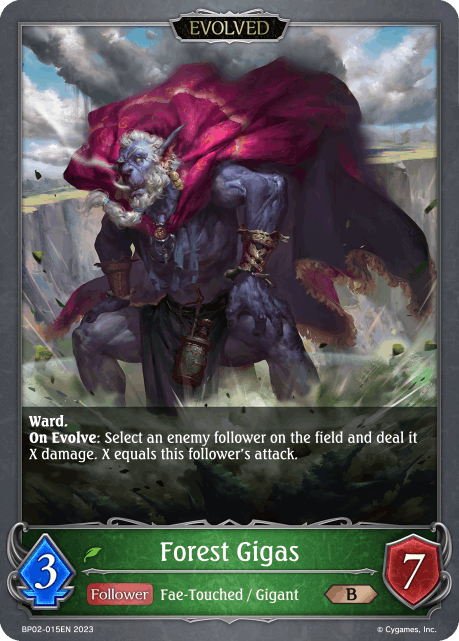 EVOLVED
Ward.
On Evolve: Select an enemy follower on the field and deal it
X damage. X equals this follower's attack.
Forest Gigas
3
Follower Fae-Touched / Gigant B
7
BP02-015EN 2023 © Cygames, Inc.